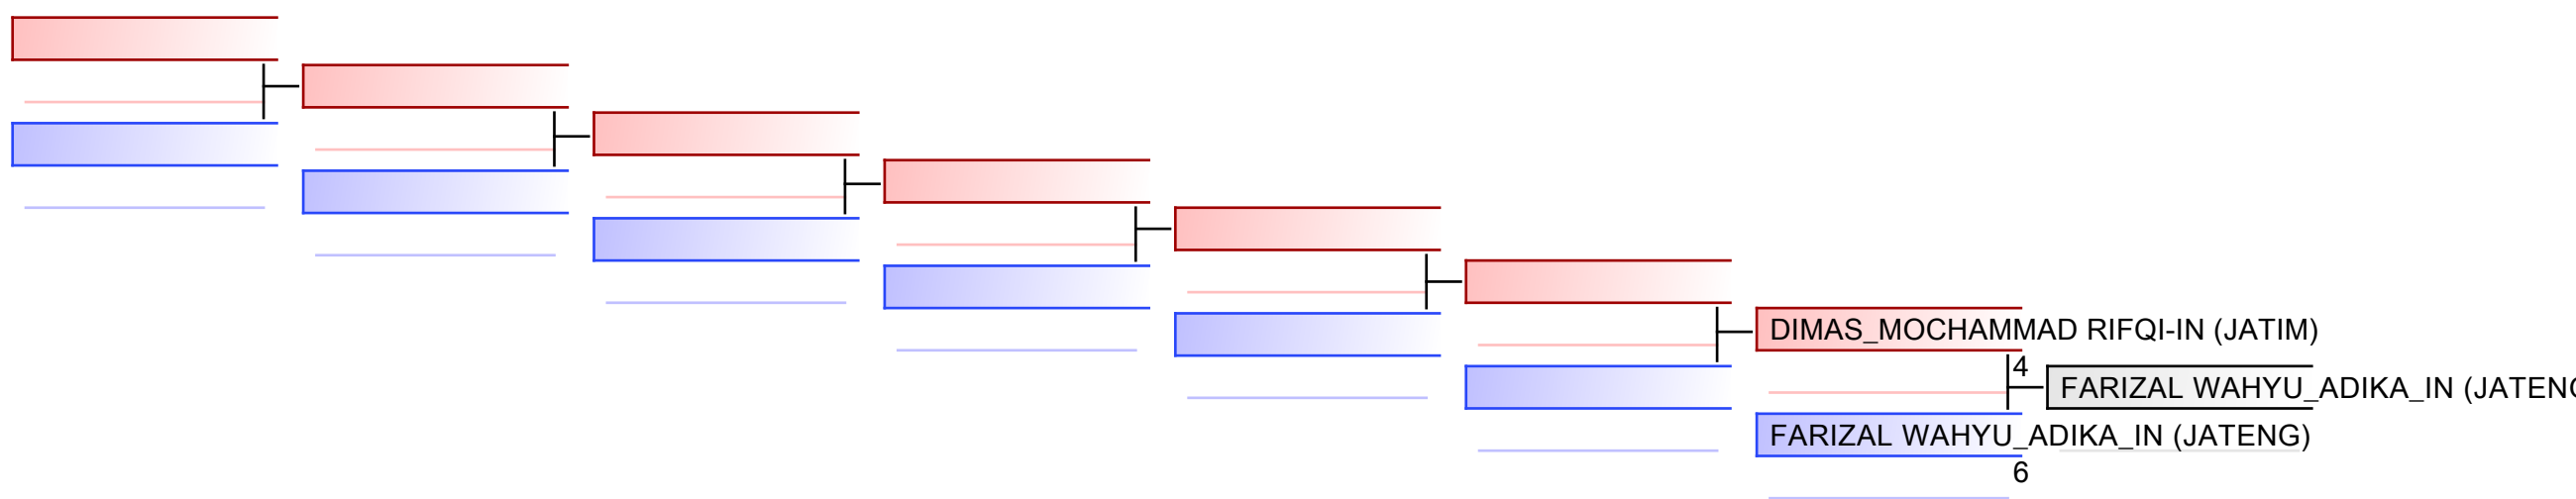 DIMAS_MOCHAMMAD RIFQI-IN (JATIM)
4
FARIZAL WAHYU_ADIKA_IN (JATENG
FARIZAL WAHYU_ADIKA_IN (JATENG)
6